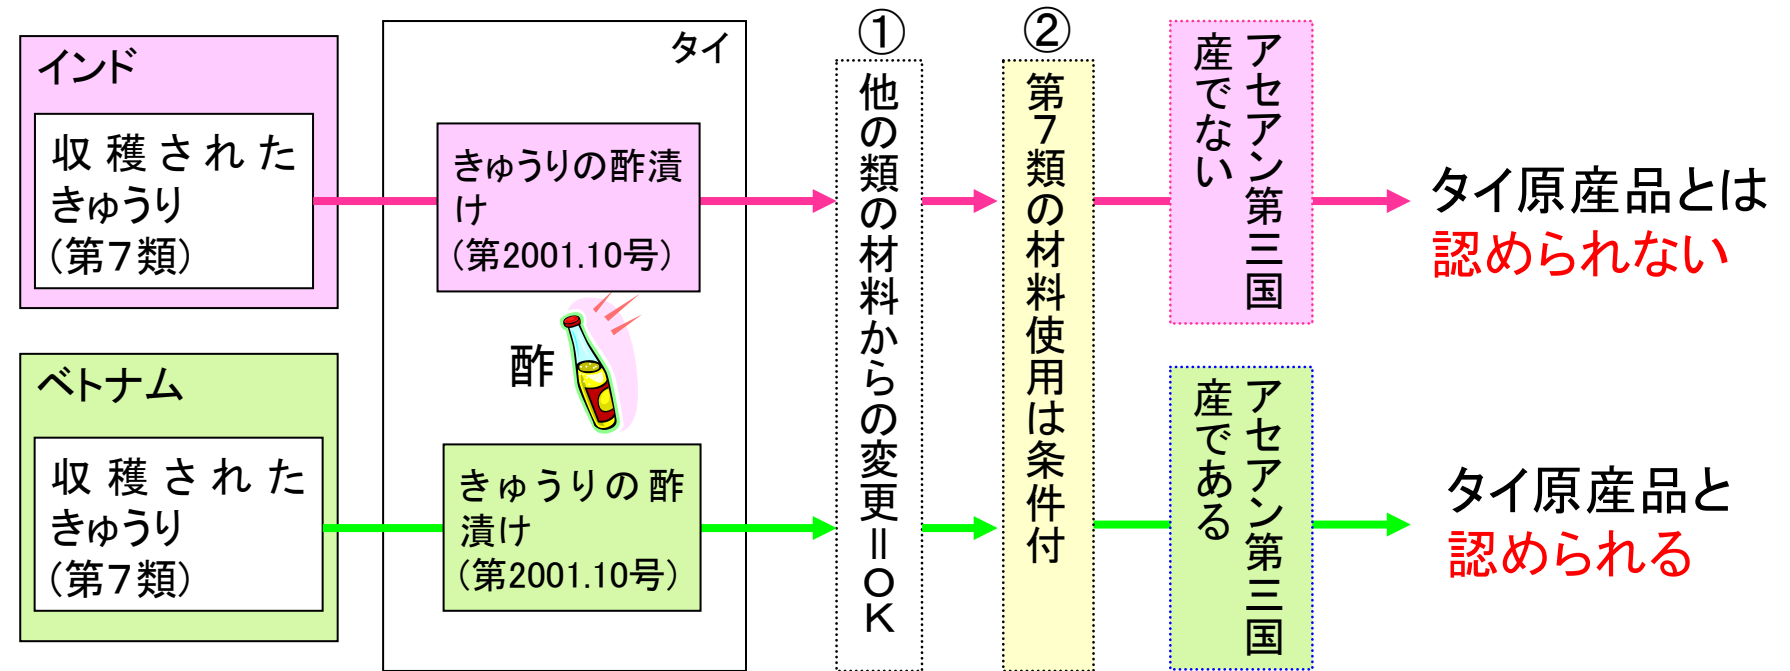 インド
収穫された
きゅうり
(第7類)
ベトナム
収穫された
きゅうり
(第7類)
タイ
きゅうりの酢漬
け
(第2001.10号)
酢
きゅうりの酢
漬け
(第2001.10号)
①
他の類の材料からの変更＝OK
②
第7類の材料使用は条件付
アセアン第三国
産でない
アセアン第三国
産である
タイ原産品とは
認められない
タイ原産品と
認められる